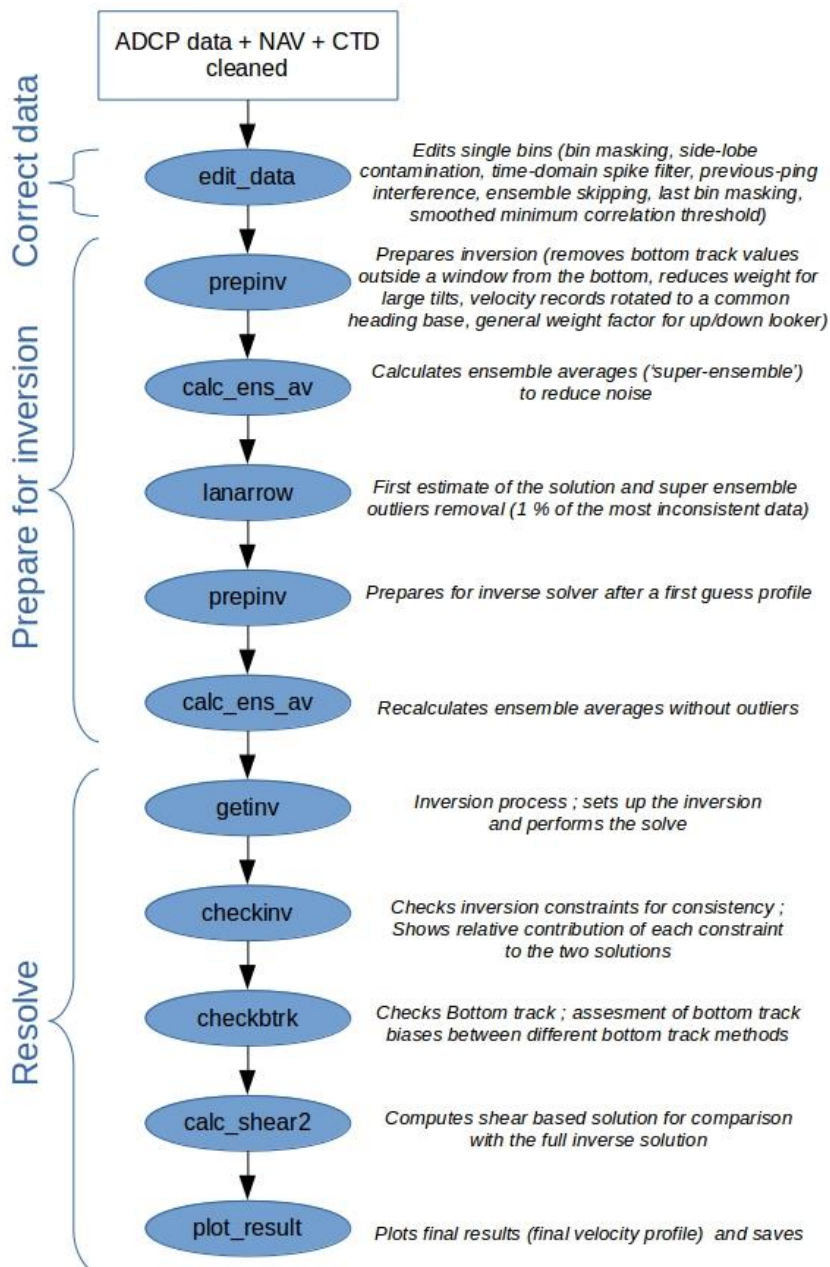 ADCP data + NAV + CTD
cleaned
Correct data
edit_data
Edits single bins (bin masking, side-lobe
contamination, time-domain spike filter, previous-ping
interference, ensemble skipping, last bin masking,
smoothed minimum correlation threshold)
Prepare for inversion
prepinv
Prepares inversion (removes bottom track values
outside a window from the bottom, reduces weight for
large tilts, velocity records rotated to a common
heading base, general weight factor for up/down looker)
calc_ens_av
Calculates ensemble averages (‘super-ensemble’)
to reduce noise
lanarrow
First estimate of the solution and super ensemble
outliers removal (1 % of the most inconsistent data)
prepinv
Prepares for inverse solver after a first guess profile
calc_ens_av
Recalculates ensemble averages without outliers
Resolve
getinv
Inversion process ; sets up the inversion
and performs the solve
checkinv
Checks inversion constraints for consistency ;
Shows relative contribution of each constraint
to the two solutions
checkbtrk
Checks Bottom track ; assesment of bottom track
biases between different bottom track methods
calc_shear2
Computes shear based solution for comparison
with the full inverse solution
plot_result
Plots final results (final velocity profile) and saves